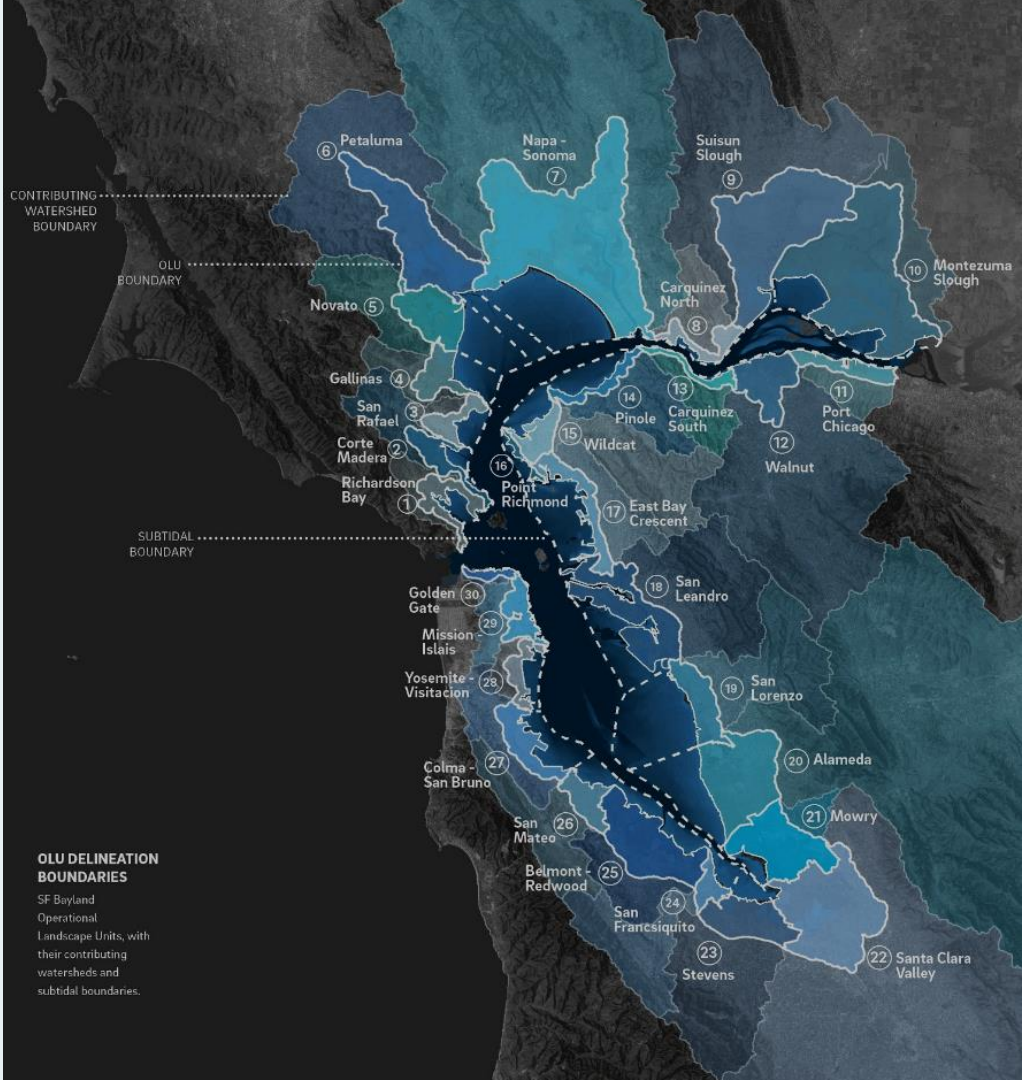 6 Petaluma
Napa -
Sonoma
7
Suisun
Slough
9
CONTRIBUTING
WATERSHED
BOUNDARY
OLU
BOUNDARY
10 Montezuma
Slough
Novato 5
Carquinez
North
8
Gallinas 4
San
Rafael 3
Corte
Madera 2
Richardson
Bay
1
14
Pinole
13
Carquinez
South
11
Port
Chicago
12
Walnut
15 Wildcat
16
Point
Richmond
17 East Bay
Crescent
SUBTIDAL
BOUNDARY
18 San
Leandro
Golden
Gate 30
29
Mission -
Islais
Yosemite -
Visitacion 28
19 San
Lorenzo
20 Alameda
27
Colma -
San Bruno
21 Mowry
San
Mateo 26
Belmont -
Redwood 25
24
San
Francsiquito
23
Stevens
22 Santa Clara
Valley
OLU DELINEATION
BOUNDARIES
SF Bayland
Operational
Landscape Units, with
their contributing
watersheds and
subtidal boundaries.